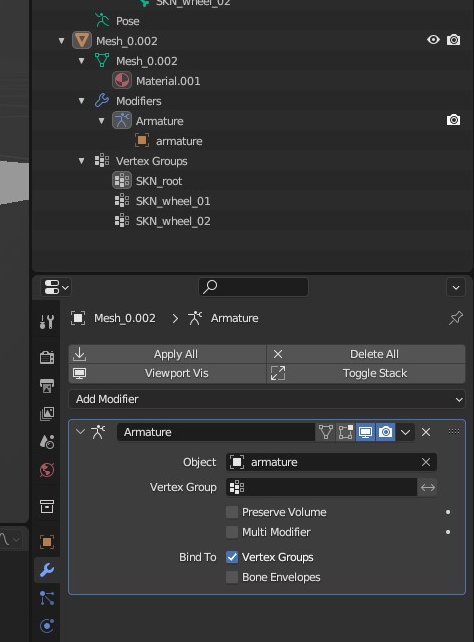 SKN_wheel_02
Pose
Mesh_0.002
Mesh_0.002
Material.001
Modifiers
Armature
armature
Vertex Groups
SKN_root
SKN_wheel_01
SKN_wheel_02
Mesh_0.002 > Armature
Apply All Delete All
Viewport Vis Toggle Stack
Add Modifier
Armature
Object armature
Vertex Group
Preserve Volume
Multi Modifier
Bind To Vertex Groups
Bone Envelopes